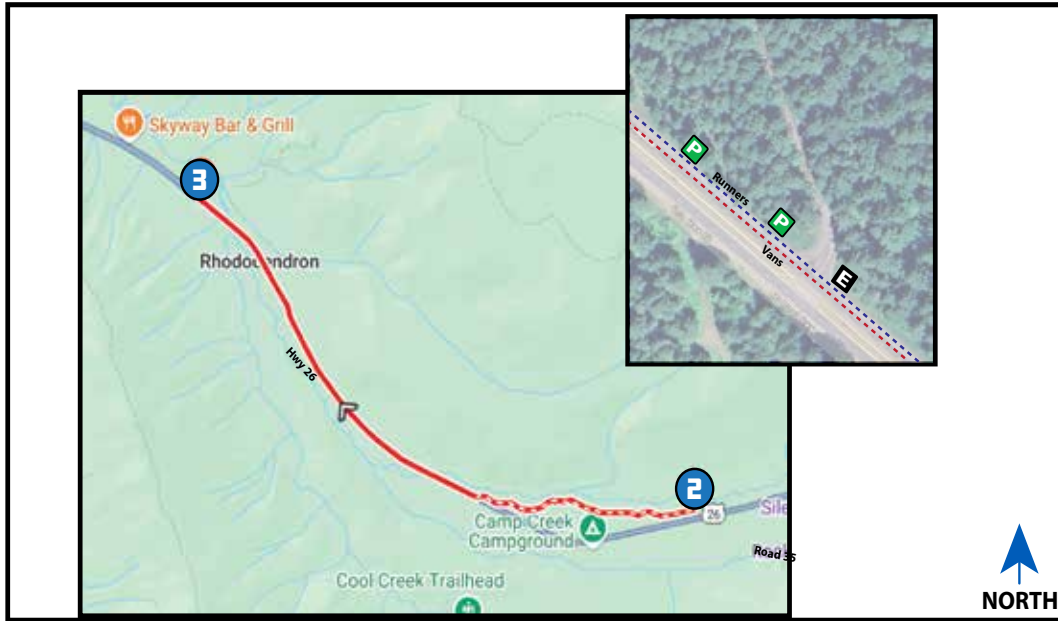 Skyway Bar & Grill
3
Rhododendron
Hwy 26
2
26
Sile
Camp Creek
Campground
Road 35
Cool Creek Trailhead
P
Runners
P
Vans
E
NORTH